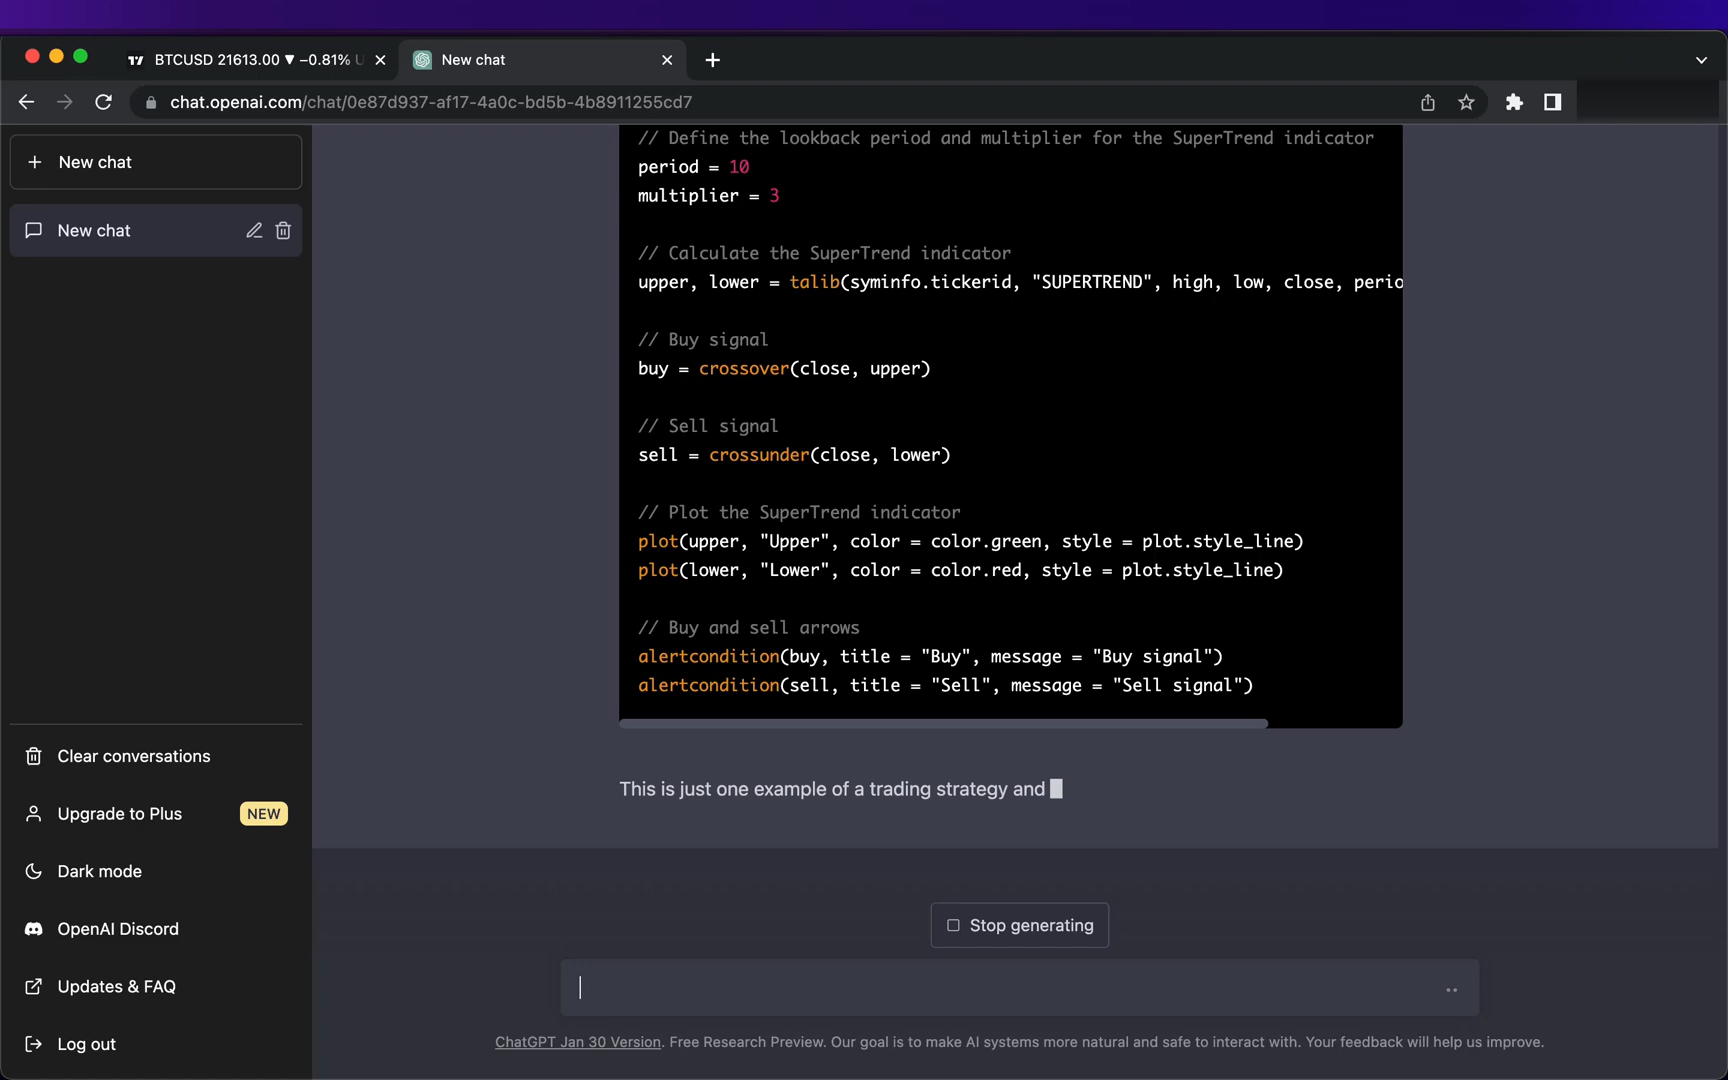 BTCUSD 21613.00 ▼ −0.81% U
New chat
chat.openai.com/chat/0e87d937-af17-4a0c-bd5b-4b8911255cd7
New chat
New chat
Clear conversations
Upgrade to Plus NEW
Dark mode
OpenAI Discord
Updates & FAQ
Log out
// Define the lookback period and multiplier for the SuperTrend indicator
period = 10
multiplier = 3
// Calculate the SuperTrend indicator
upper, lower = talib(syminfo.tickerid, "SUPERTREND", high, low, close, perio
// Buy signal
buy = crossover(close, upper)
// Sell signal
sell = crossunder(close, lower)
// Plot the SuperTrend indicator
plot(upper, "Upper", color = color.green, style = plot.style_line)
plot(lower, "Lower", color = color.red, style = plot.style_line)
// Buy and sell arrows
alertcondition(buy, title = "Buy", message = "Buy signal")
alertcondition(sell, title = "Sell", message = "Sell signal")
This is just one example of a trading strategy and
Stop generating
ChatGPT Jan 30 Version. Free Research Preview. Our goal is to make AI systems more natural and safe to interact with. Your feedback will help us improve.